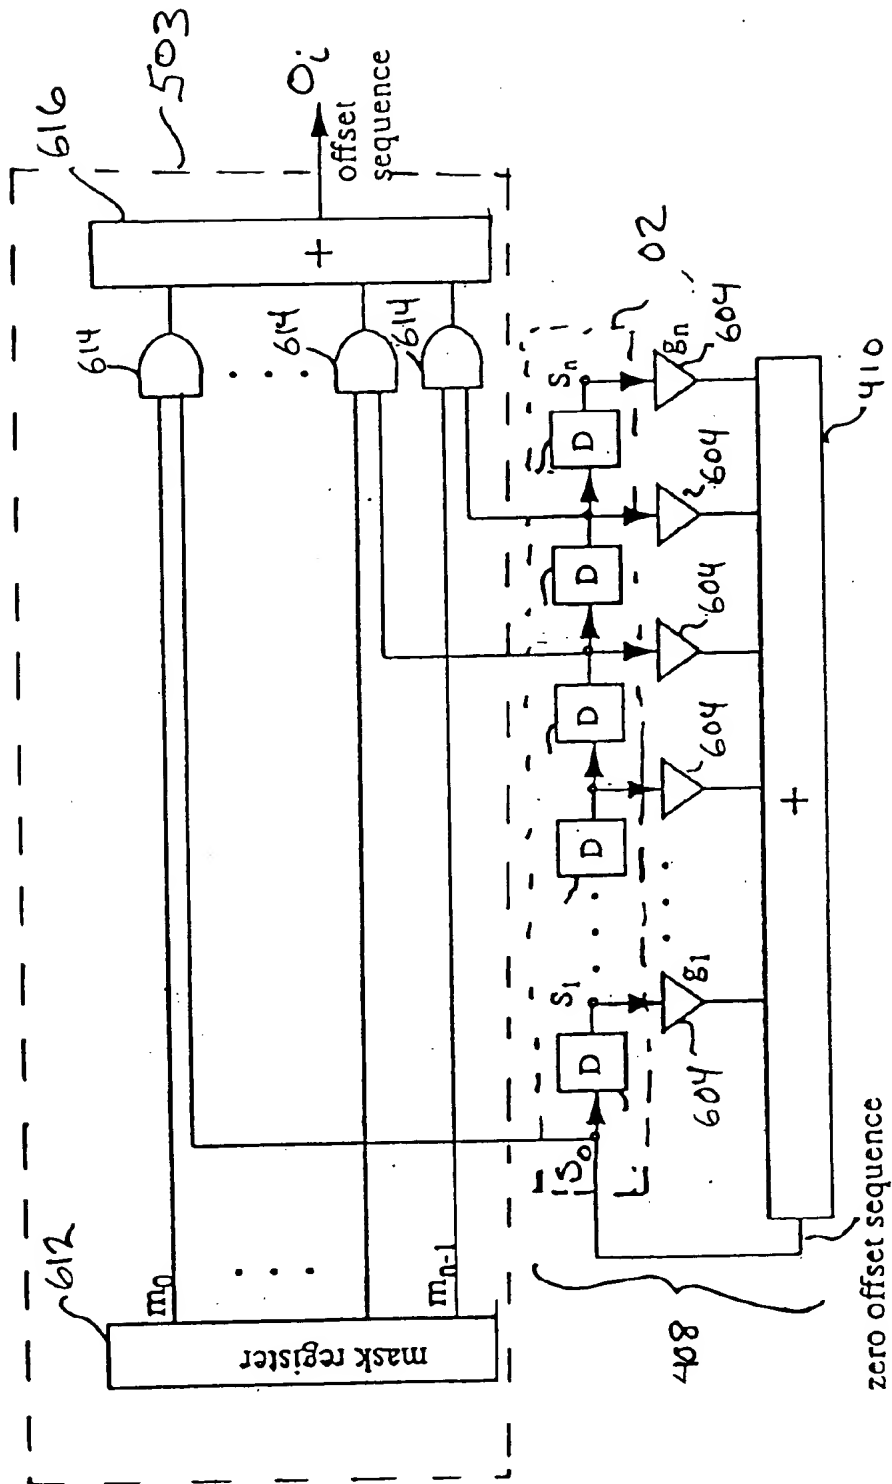 503
616
O_i
offset
sequence
+
614
614
614
612
m_0
m_{n-1}
mask register
02
S_0
D
S_1
D
D
D
D
S_n
g_1
g_n
604
604
604
604
604
+
410
408
zero offset sequence